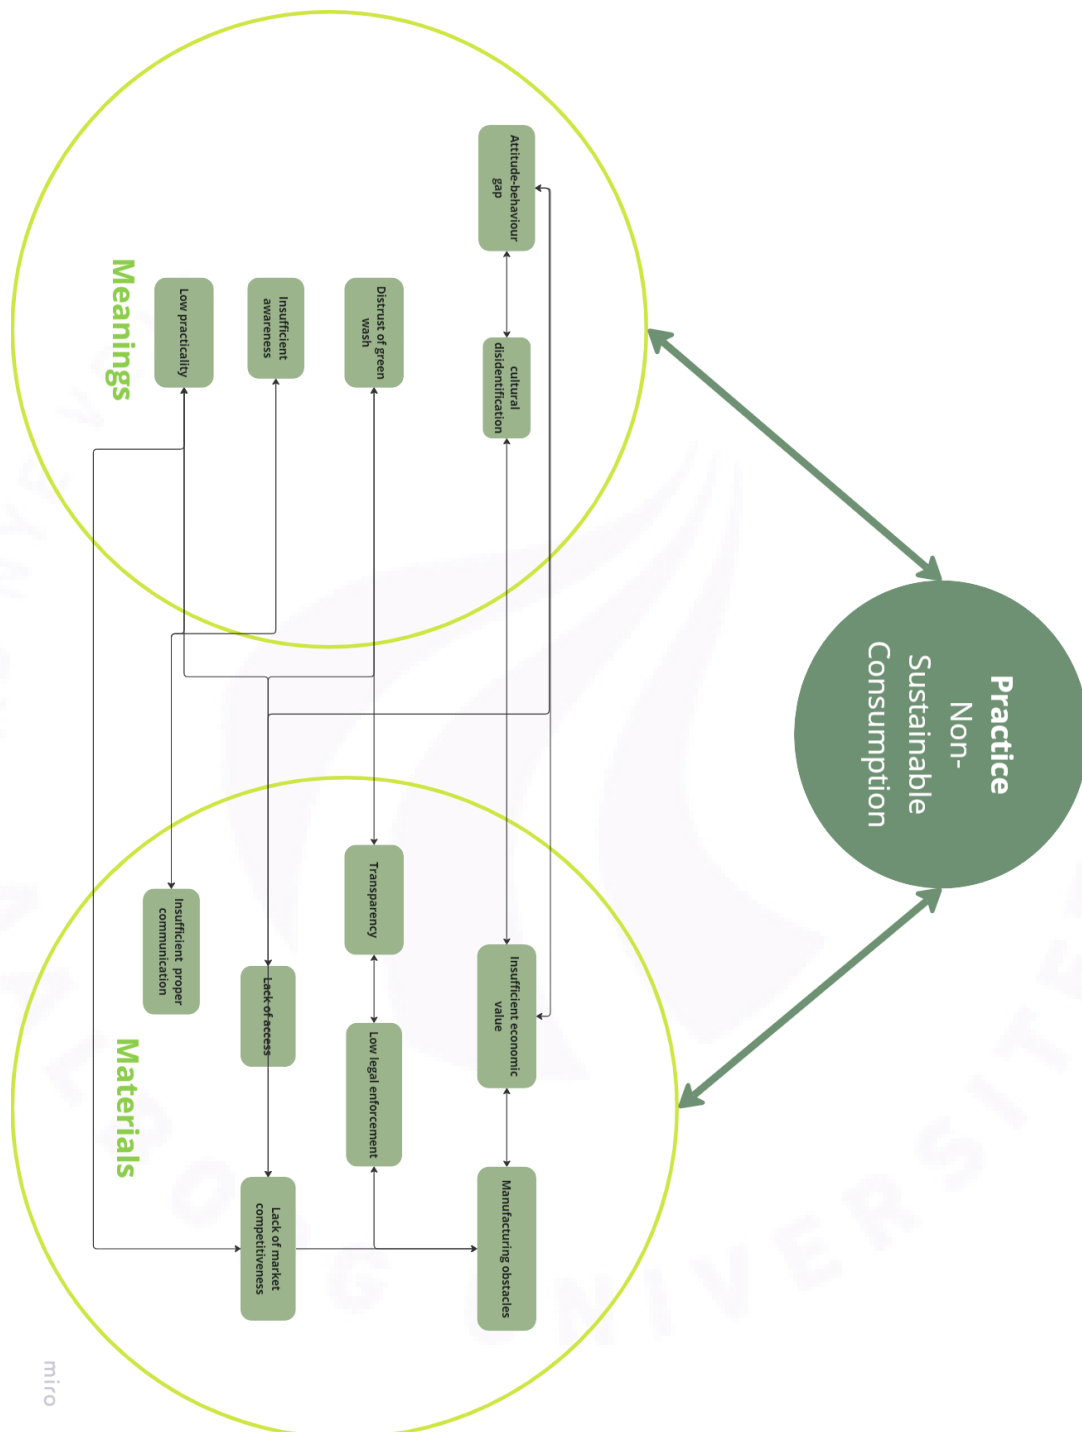 Practice
Non-
Sustainable
Consumption
Attitude-behaviour
gap
cultural
disidentification
Insufficient economic
value
Manufacturing obstacles
Distrust of green
wash
Transparency
Low legal enforcement
Insufficient
awareness
Lack of access
Lack of market
competitiveness
Low practicality
Insufficient proper
communication
Meanings
Materials
miro